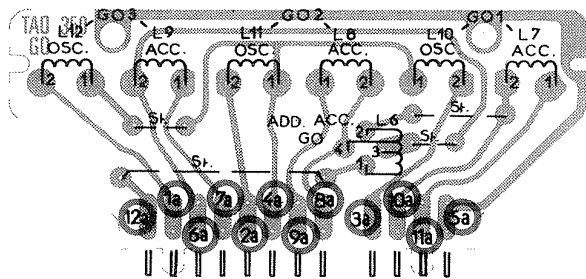 TAD 350 GO3 GO2 GO1
L12 L9 L11 L8 L10 L7
GO OSC. ACC. OSC. ACC. OSC. ACC.
2 1 2 1 2 1 2 1 2 1 2 1
St. ADD. ACC. L6 St.
GO 2 St.
4 3
St. 1
1a 7a 4a 8a 10a
12a 3a 5a
6a 2a 9a 11a